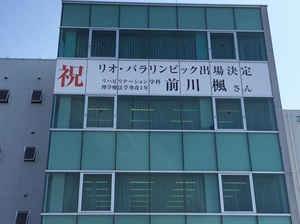 祝
リオ・パラリンピック出場決定
リハビリテーション学科
理学療法学専攻1年
前川 楓 さん